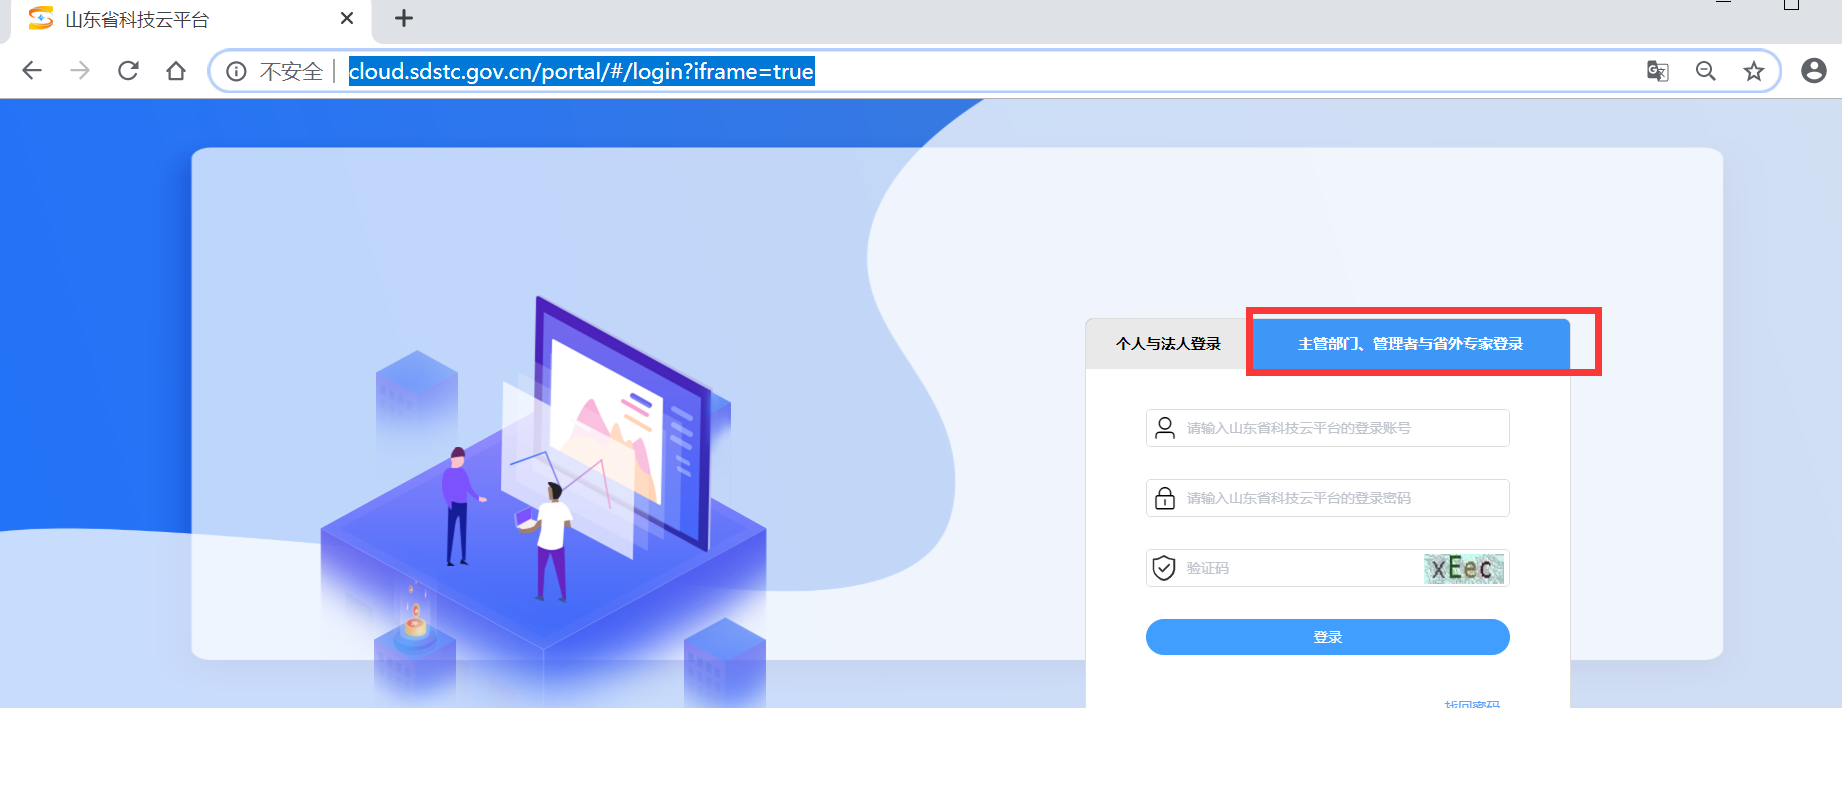 山东省科技云平台
不安全
cloud.sdstc.gov.cn/portal/#/login?iframe=true
个人与法人登录
主管部门、管理者与省外专家登录
请输入山东省科技云平台的登录账号
请输入山东省科技云平台的登录密码
验证码
xEec
登录
找回密码